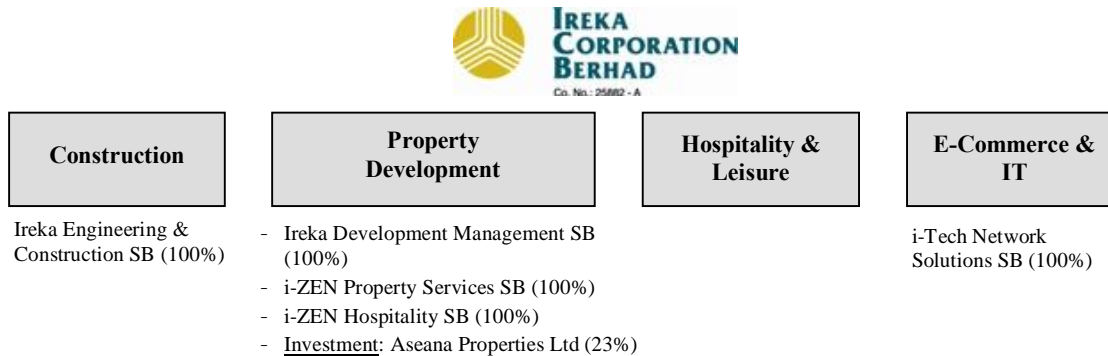 IREKA
CORPORATION
BERHAD
Co. No.: 25882 - A
Construction
Ireka Engineering &
Construction SB (100%)
Property
Development
- Ireka Development Management SB
(100%)
- i-ZEN Property Services SB (100%)
- i-ZEN Hospitality SB (100%)
- Investment: Aseana Properties Ltd (23%)
Hospitality &
Leisure
E-Commerce &
IT
i-Tech Network
Solutions SB (100%)